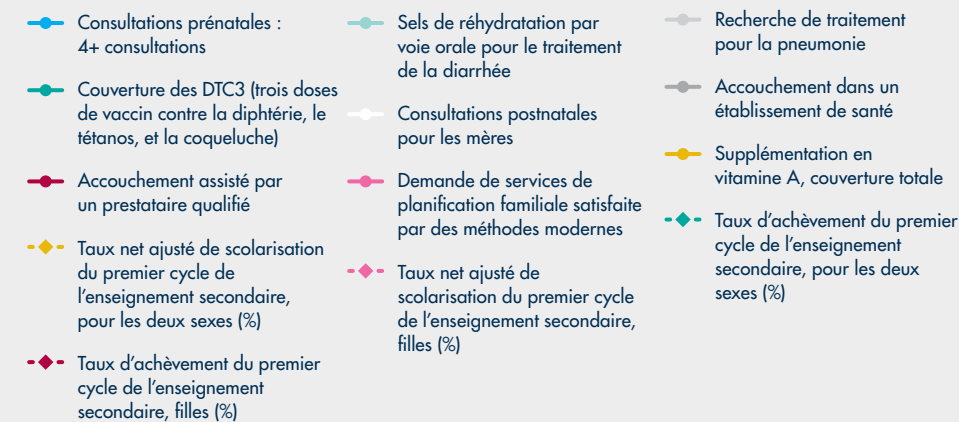 Consultations prénatales :
4+ consultations
Couverture des DTC3 (trois doses
de vaccin contre la diphtérie, le
tétanos, et la coqueluche)
Accouchement assisté par
un prestataire qualifié
Taux net ajusté de scolarisation
du premier cycle de
l’enseignement secondaire,
pour les deux sexes (%)
Taux d’achèvement du premier
cycle de l’enseignement
secondaire, filles (%)
Sels de réhydratation par
voie orale pour le traitement
de la diarrhée
Consultations postnatales
pour les mères
Demande de services de
planification familiale satisfaite
par des méthodes modernes
Taux net ajusté de
scolarisation du premier cycle
de l’enseignement secondaire,
filles (%)
Recherche de traitement
pour la pneumonie
Accouchement dans un
établissement de santé
Supplémentation en
vitamine A, couverture totale
Taux d’achèvement du premier
cycle de l’enseignement
secondaire, pour les deux
sexes (%)